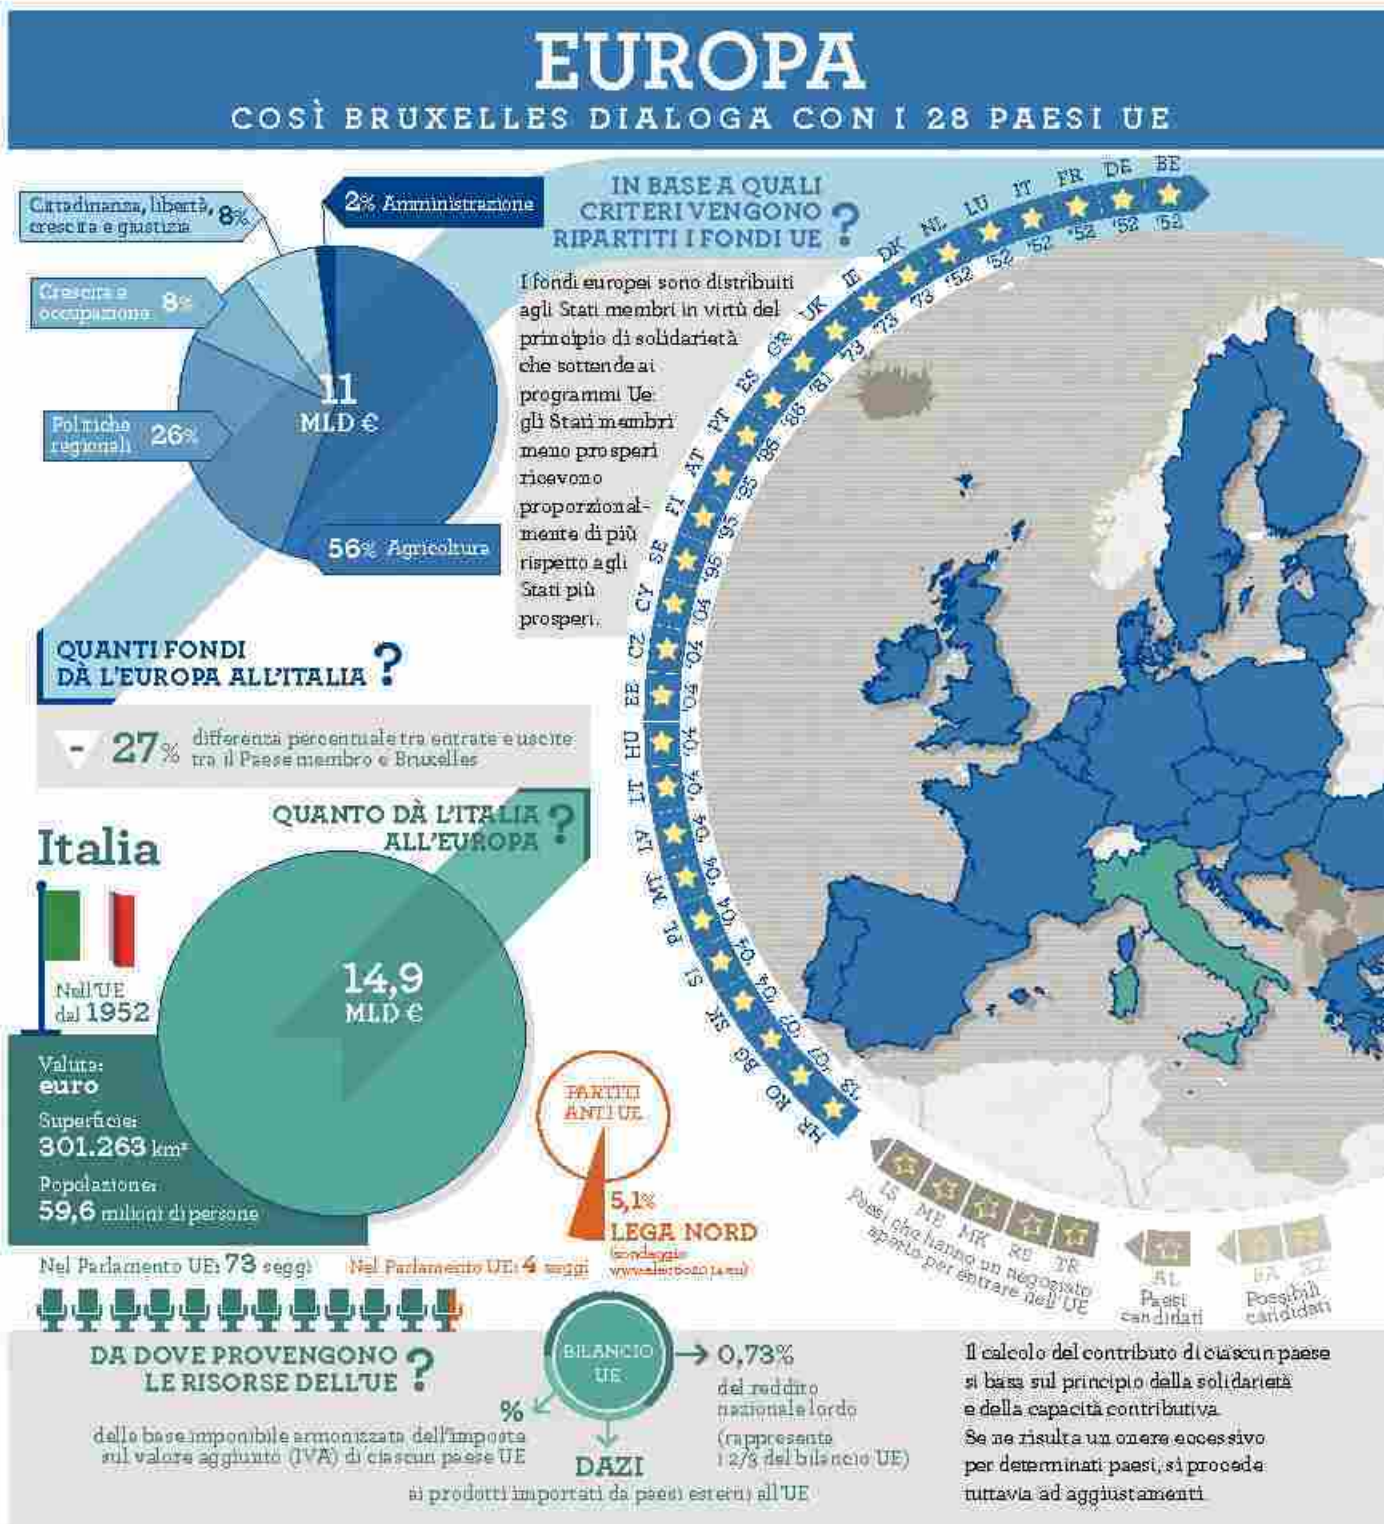 EUROPA
COSÌ BRUXELLES DIALOGA CON I 28 PAESI UE
Cittadinanza, libertà, 8%
crescita e giustizia
2% Amministrazione
Crescita e
occupazione 8%
Politiche
regionali 26%
11
MLD €
56% Agricoltura
IN BASE A QUALI
CRITERI VENGONO
RIPARTITI I FONDI UE ?
I fondi europei sono distribuiti
agli Stati membri in virtù del
principio di solidarietà
che sottende ai
programmi Ue:
gli Stati membri
meno prosperi
ricevono
proporzional-
mente di più
rispetto agli
Stati più
prosperi.
BE '52
DE '52
FR '52
IT '52
LU '52
NL '52
DK '73
IE '73
UK '73
GR '81
ES '86
PT '86
AT '95
FI '95
SE '95
CY '04
CZ '04
EE '04
HU '04
LT '04
LV '04
MT '04
PL '04
SI '04
SK '04
BG '07
RO '07
HR '13
QUANTI FONDI
DÀ L'EUROPA ALL'ITALIA ?
- 27% differenza percentuale tra entrate e uscite
tra il Paese membro e Bruxelles
QUANTO DÀ L'ITALIA
ALL'EUROPA ?
Italia
14,9
MLD €
Nell'UE
dal 1952
Valuta:
euro
Superficie:
301.263 km²
Popolazione:
59,6 milioni di persone
PARTITI
ANTI UE
5,1%
LEGA NORD
(sondaggio
Nel Parlamento UE: 73 seggi
Nel Parlamento UE: 4 seggi
IS ME MK RS TR
Paesi che hanno un negoziato
aperto per entrare nell'UE
AL
Paesi
candidati
BA
Possibili
candidati
DA DOVE PROVENGONO
LE RISORSE DELL'UE ?
BILANCIO
UE
%
della base imponibile armonizzata dell'imposta
sul valore aggiunto (IVA) di ciascun paese UE
DAZI
ai prodotti importati da paesi esterni all'UE
0,73%
del reddito
nazionale lordo
(rappresenta
i 2/3 del bilancio UE)
Il calcolo del contributo di ciascun paese
si basa sul principio della solidarietà
e della capacità contributiva.
Se ne risulta un onere eccessivo
per determinati paesi, si procede
tuttavia ad aggiustamenti.